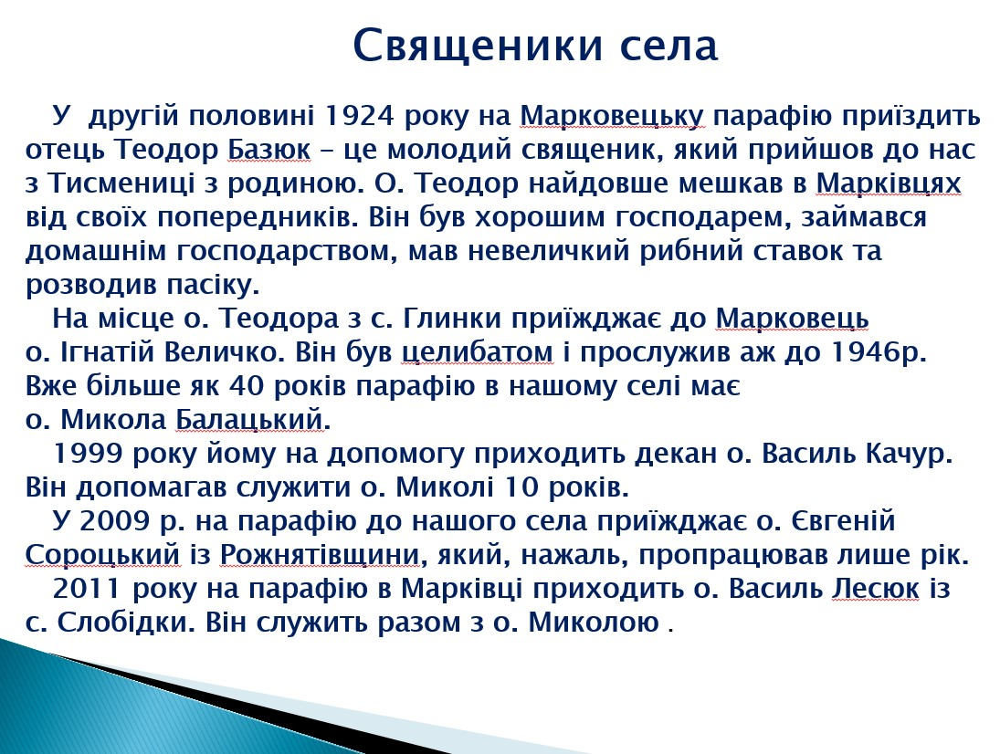 Священики села
У другій половині 1924 року на Марковецьку парафію приїздить
отець Теодор Базюк – це молодий священик, який прийшов до нас
з Тисмениці з родиною. О. Теодор найдовше мешкав в Марківцях
від своїх попередників. Він був хорошим господарем, займався
домашнім господарством, мав невеличкий рибний ставок та
розводив пасіку.
На місце о. Теодора з с. Глинки приїжджає до Марковець
о. Ігнатій Величко. Він був целибатом і прослужив аж до 1946р.
Вже більше як 40 років парафію в нашому селі має
о. Микола Балацький.
1999 року йому на допомогу приходить декан о. Василь Качур.
Він допомагав служити о. Миколі 10 років.
У 2009 р. на парафію до нашого села приїжджає о. Євгеній
Сороцький із Рожнятівщини, який, нажаль, пропрацював лише рік.
2011 року на парафію в Марківці приходить о. Василь Лесюк із
с. Слобідки. Він служить разом з о. Миколою .